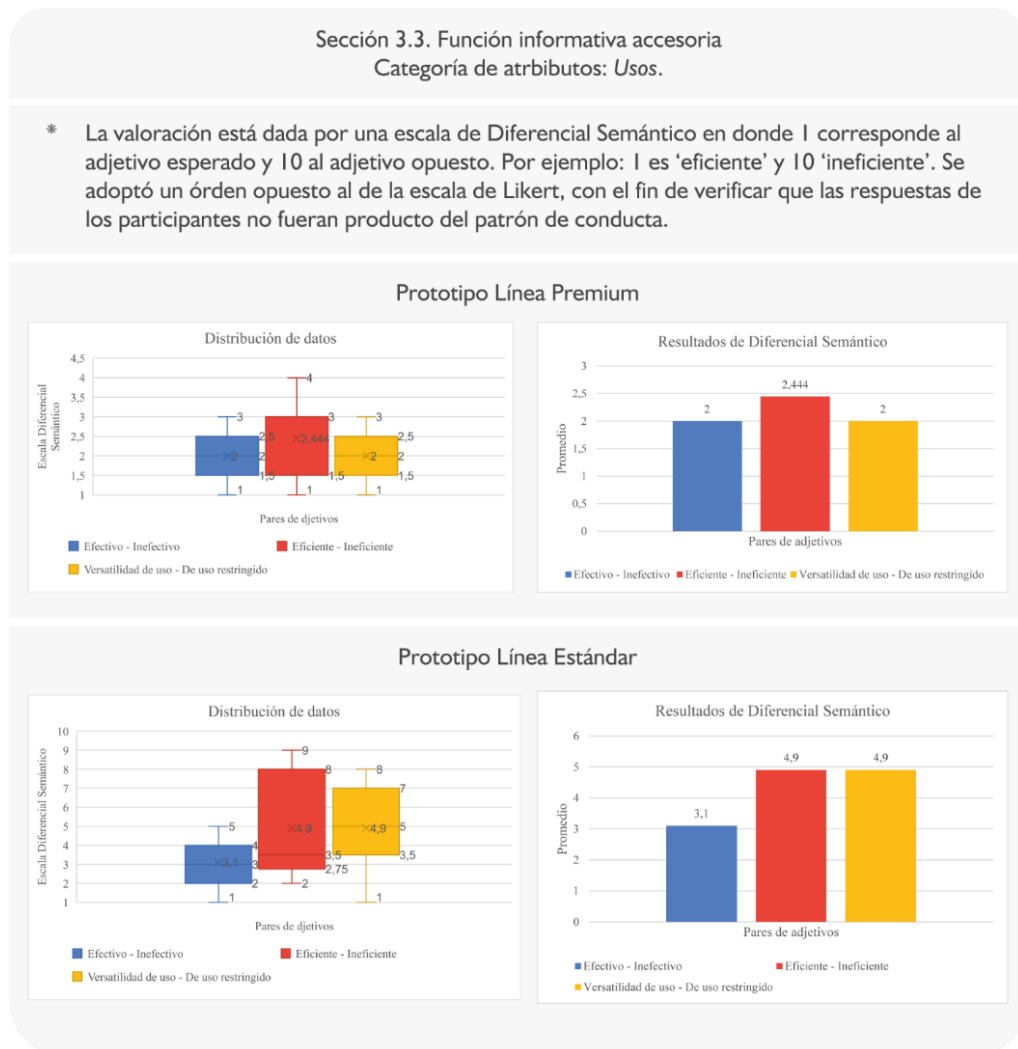 Sección 3.3. Función informativa accesoria
Categoría de atrbibutos: Usos.
* La valoración está dada por una escala de Diferencial Semántico en donde 1 corresponde al
adjetivo esperado y 10 al adjetivo opuesto. Por ejemplo: 1 es ‘eficiente’ y 10 ‘ineficiente’. Se
adoptó un órden opuesto al de la escala de Likert, con el fin de verificar que las respuestas de
los participantes no fueran producto del patrón de conducta.
Prototipo Línea Premium
Distribución de datos
Escala Diferencial
Semántico
4,5
4
3,5
3
2,5
2
1,5
1
3
2,5
2
2
1,5
1
4
3
2,444
1,5
1
3
2,5
2
2
1,5
1
Pares de djetivos
Efectivo - Inefectivo
Eficiente - Ineficiente
Versatilidad de uso - De uso restringido
Resultados de Diferencial Semántico
Promedio
3
2,5
2
1,5
1
0,5
0
2
2,444
2
Pares de adjetivos
Efectivo - Inefectivo Eficiente - Ineficiente Versatilidad de uso - De uso restringido
Prototipo Línea Estándar
Distribución de datos
Escala Diferencial Semántico
10
9
8
7
6
5
4
3
2
1
5
4
3,1
3
2
1
9
8
4,9
3,5
2,75
2
8
7
5
4,9
3,5
1
Pares de djetivos
Efectivo - Inefectivo
Eficiente - Ineficiente
Versatilidad de uso - De uso restringido
Resultados de Diferencial Semántico
Promedio
6
5
4
3
2
1
0
3,1
4,9
4,9
Pares de adjetivos
Efectivo - Inefectivo
Eficiente - Ineficiente
Versatilidad de uso - De uso restringido